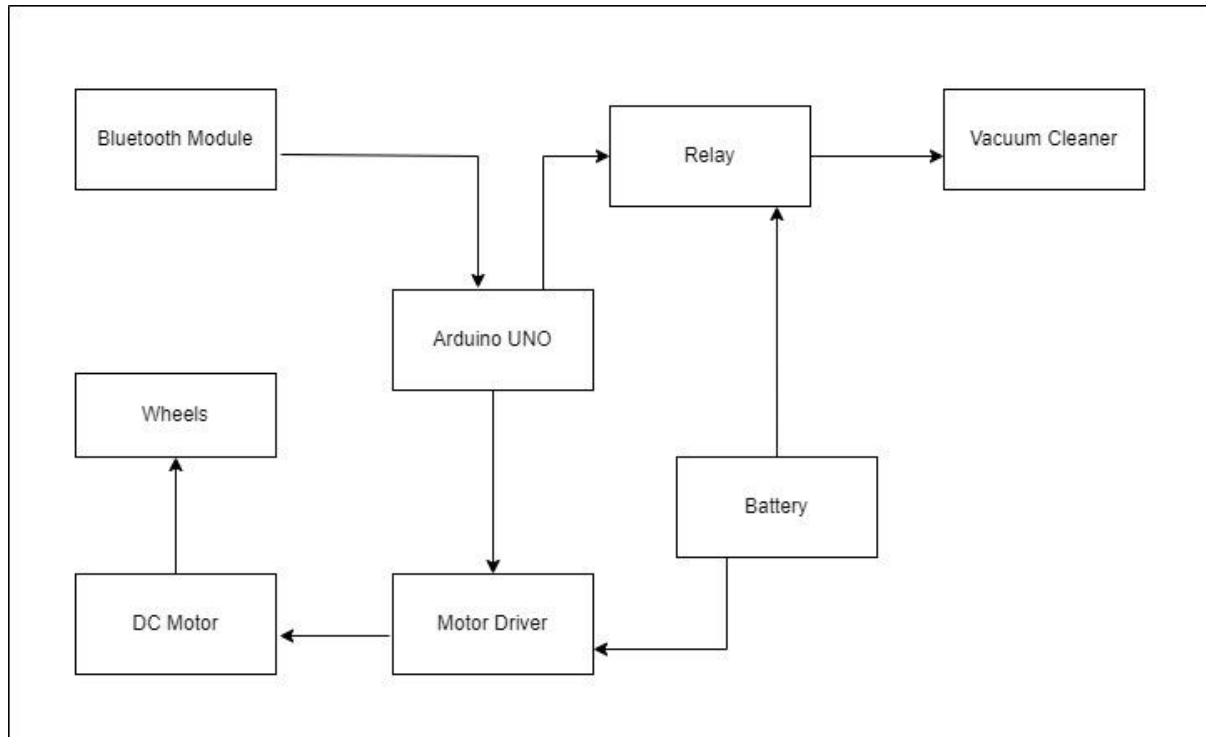 Bluetooth Module
Relay
Vacuum Cleaner
Arduino UNO
Wheels
Battery
DC Motor
Motor Driver